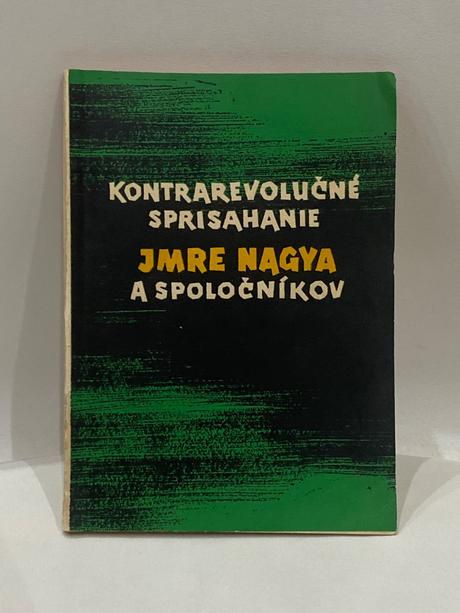 KONTRAREVOLUČNÉ
SPRISAHANIE
JMRE NAGYA
A SPOLOČNÍKOV